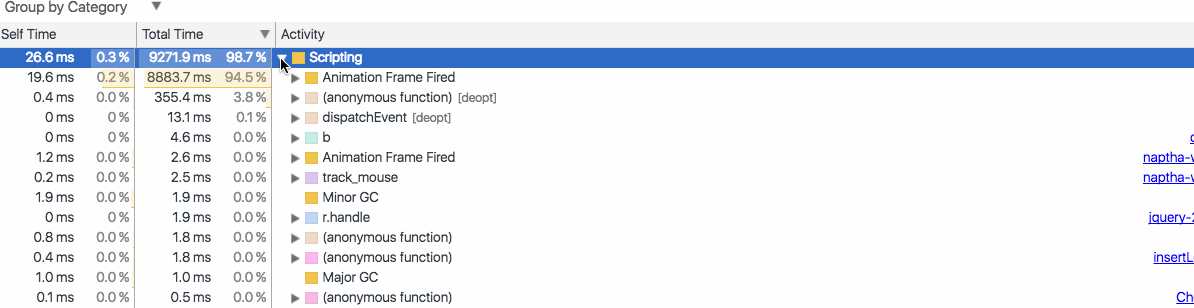 Group by Category ▼
Self Time Total Time ▼ Activity
26.6 ms 0.3 % 9271.9 ms 98.7 % Scripting
19.6 ms 0.2 % 8883.7 ms 94.5 % Animation Frame Fired
0.4 ms 0.0 % 355.4 ms 3.8 % (anonymous function) [deopt]
0 ms 0 % 13.1 ms 0.1 % dispatchEvent [deopt]
0 ms 0 % 4.6 ms 0.0 % b
1.2 ms 0.0 % 2.6 ms 0.0 % Animation Frame Fired naptha-w
0.2 ms 0.0 % 2.5 ms 0.0 % track_mouse naptha-w
1.9 ms 0.0 % 1.9 ms 0.0 % Minor GC
0 ms 0 % 1.9 ms 0.0 % r.handle jquery-2
0.8 ms 0.0 % 1.8 ms 0.0 % (anonymous function)
0.4 ms 0.0 % 1.8 ms 0.0 % (anonymous function) insertL
1.0 ms 0.0 % 1.0 ms 0.0 % Major GC
0.1 ms 0.0 % 0.5 ms 0.0 % (anonymous function) Ch